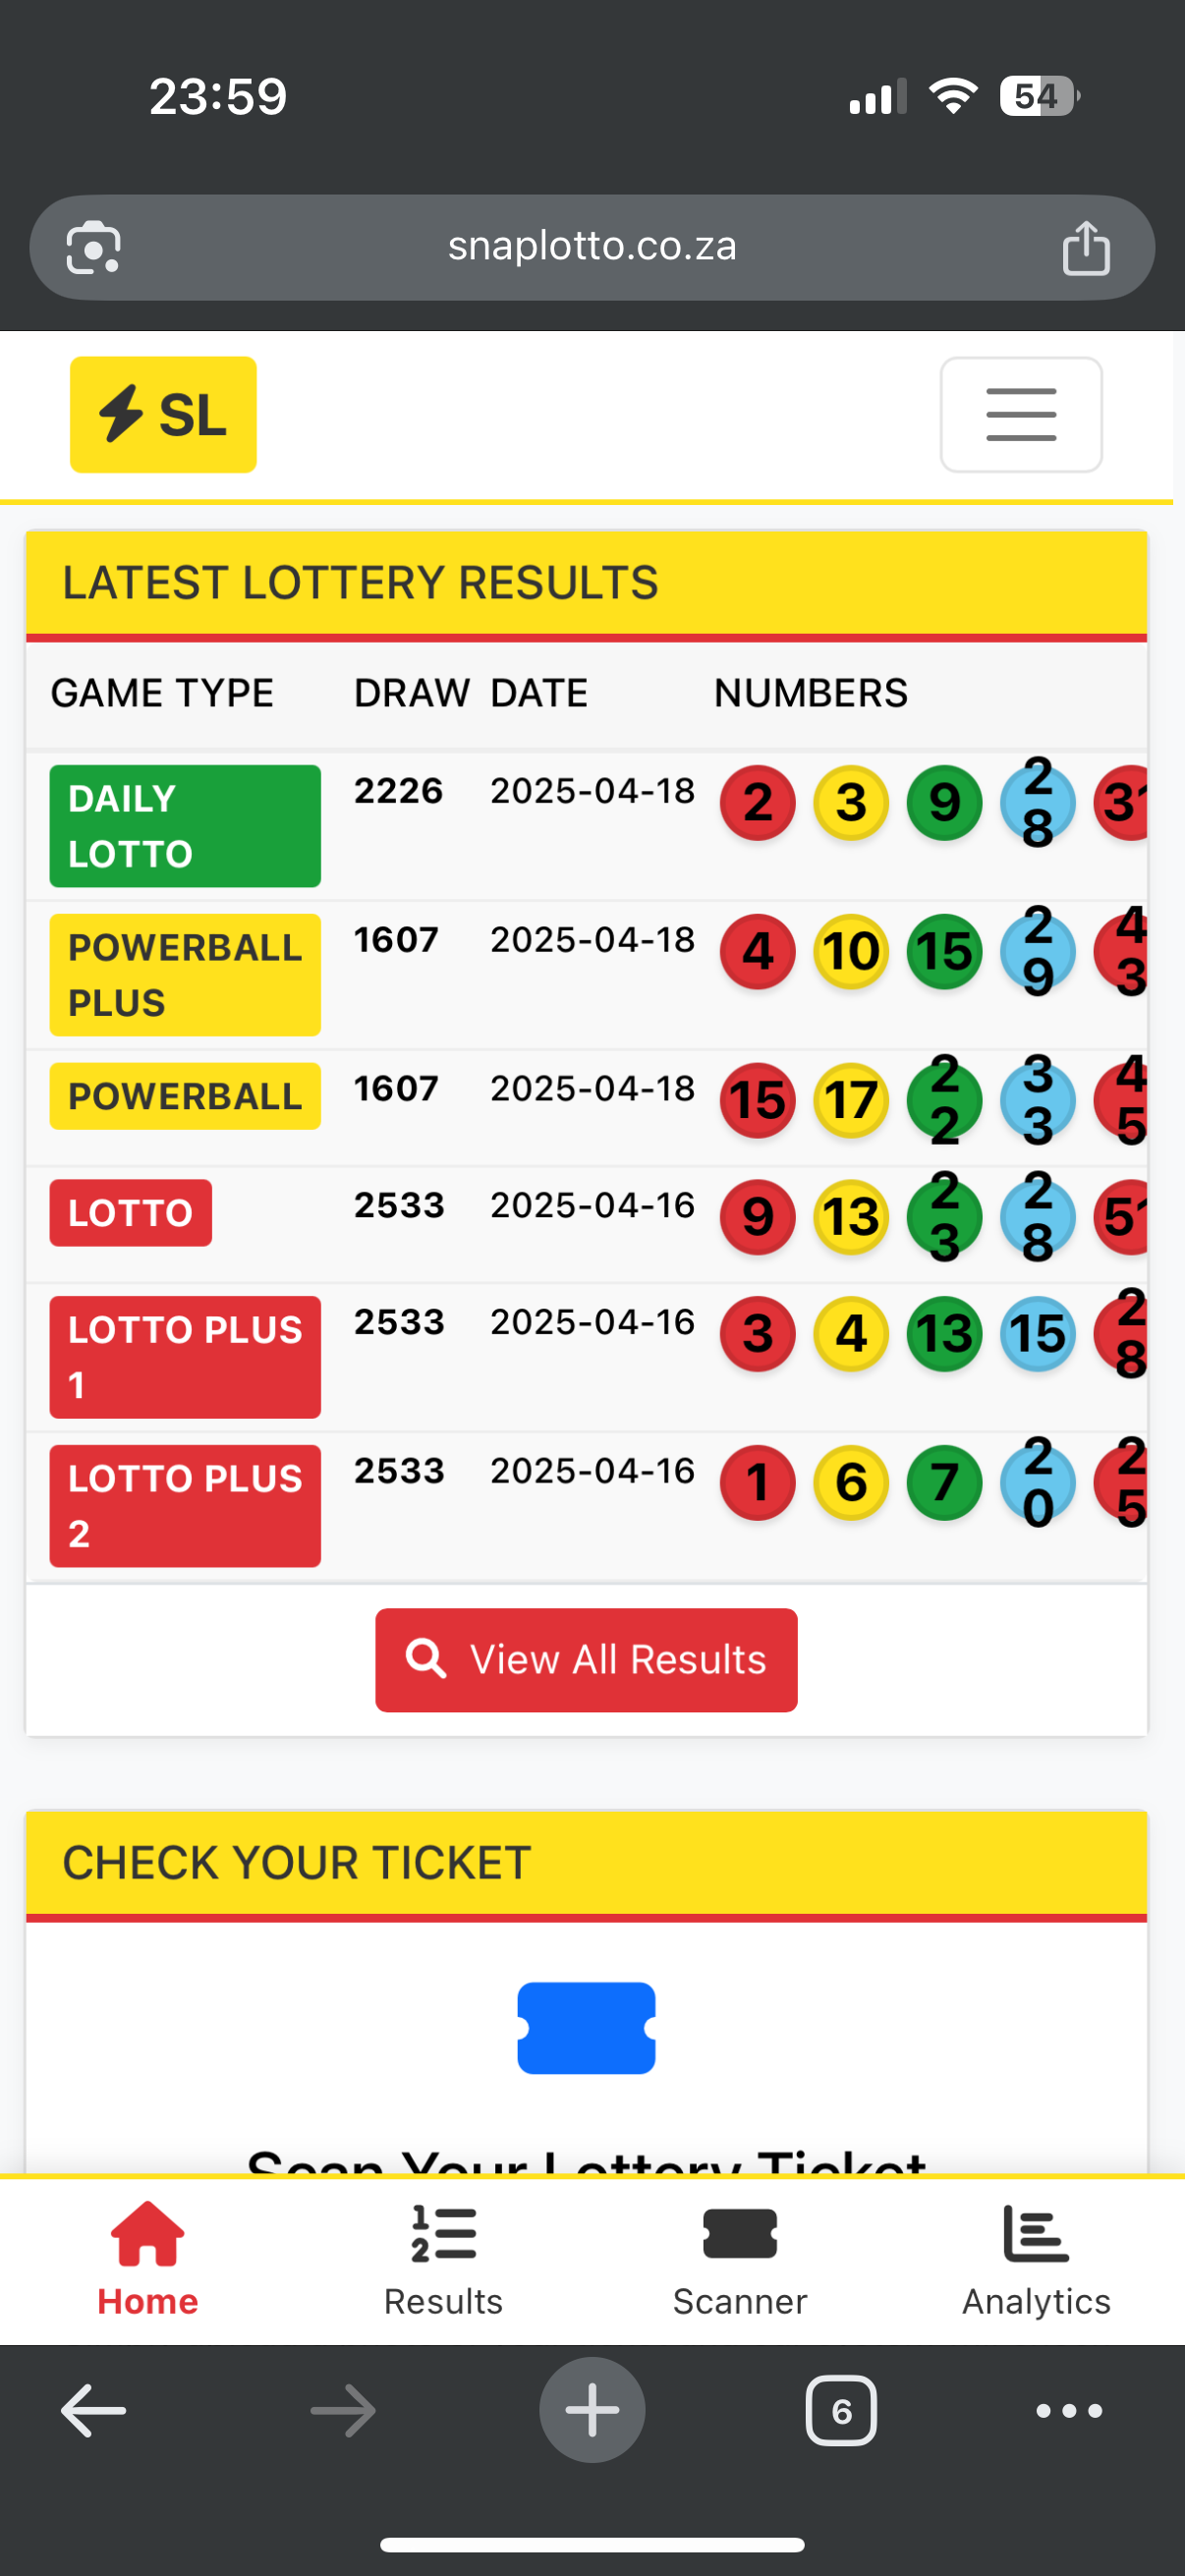 23:59
54
snaplotto.co.za
SL
LATEST LOTTERY RESULTS
GAME TYPE DRAW DATE NUMBERS
DAILY LOTTO 2226 2025-04-18 2 3 9 28 31
POWERBALL PLUS 1607 2025-04-18 4 10 15 29 43
POWERBALL 1607 2025-04-18 15 17 22 33 45
LOTTO 2533 2025-04-16 9 13 23 28 51
LOTTO PLUS 1 2533 2025-04-16 3 4 13 15 28
LOTTO PLUS 2 2533 2025-04-16 1 6 7 20 25
View All Results
CHECK YOUR TICKET
Scan Your Lottery Ticket
Home Results Scanner Analytics
6